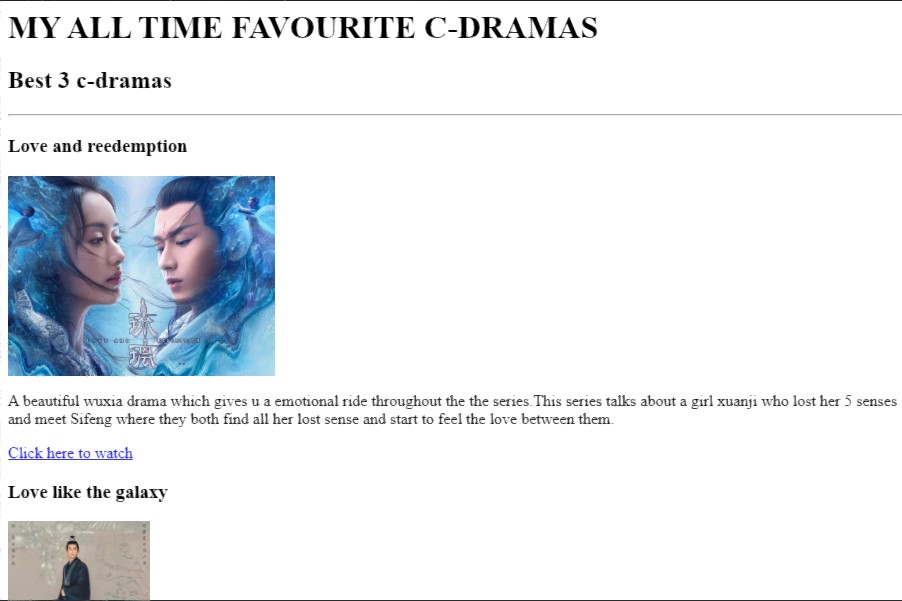 MY ALL TIME FAVOURITE C-DRAMAS
Best 3 c-dramas
Love and reedemption
琉
璃
A beautiful wuxia drama which gives u a emotional ride throughout the the series.This series talks about a girl xuanji who lost her 5 senses
and meet Sifeng where they both find all her lost sense and start to feel the love between them.
Click here to watch
Love like the galaxy